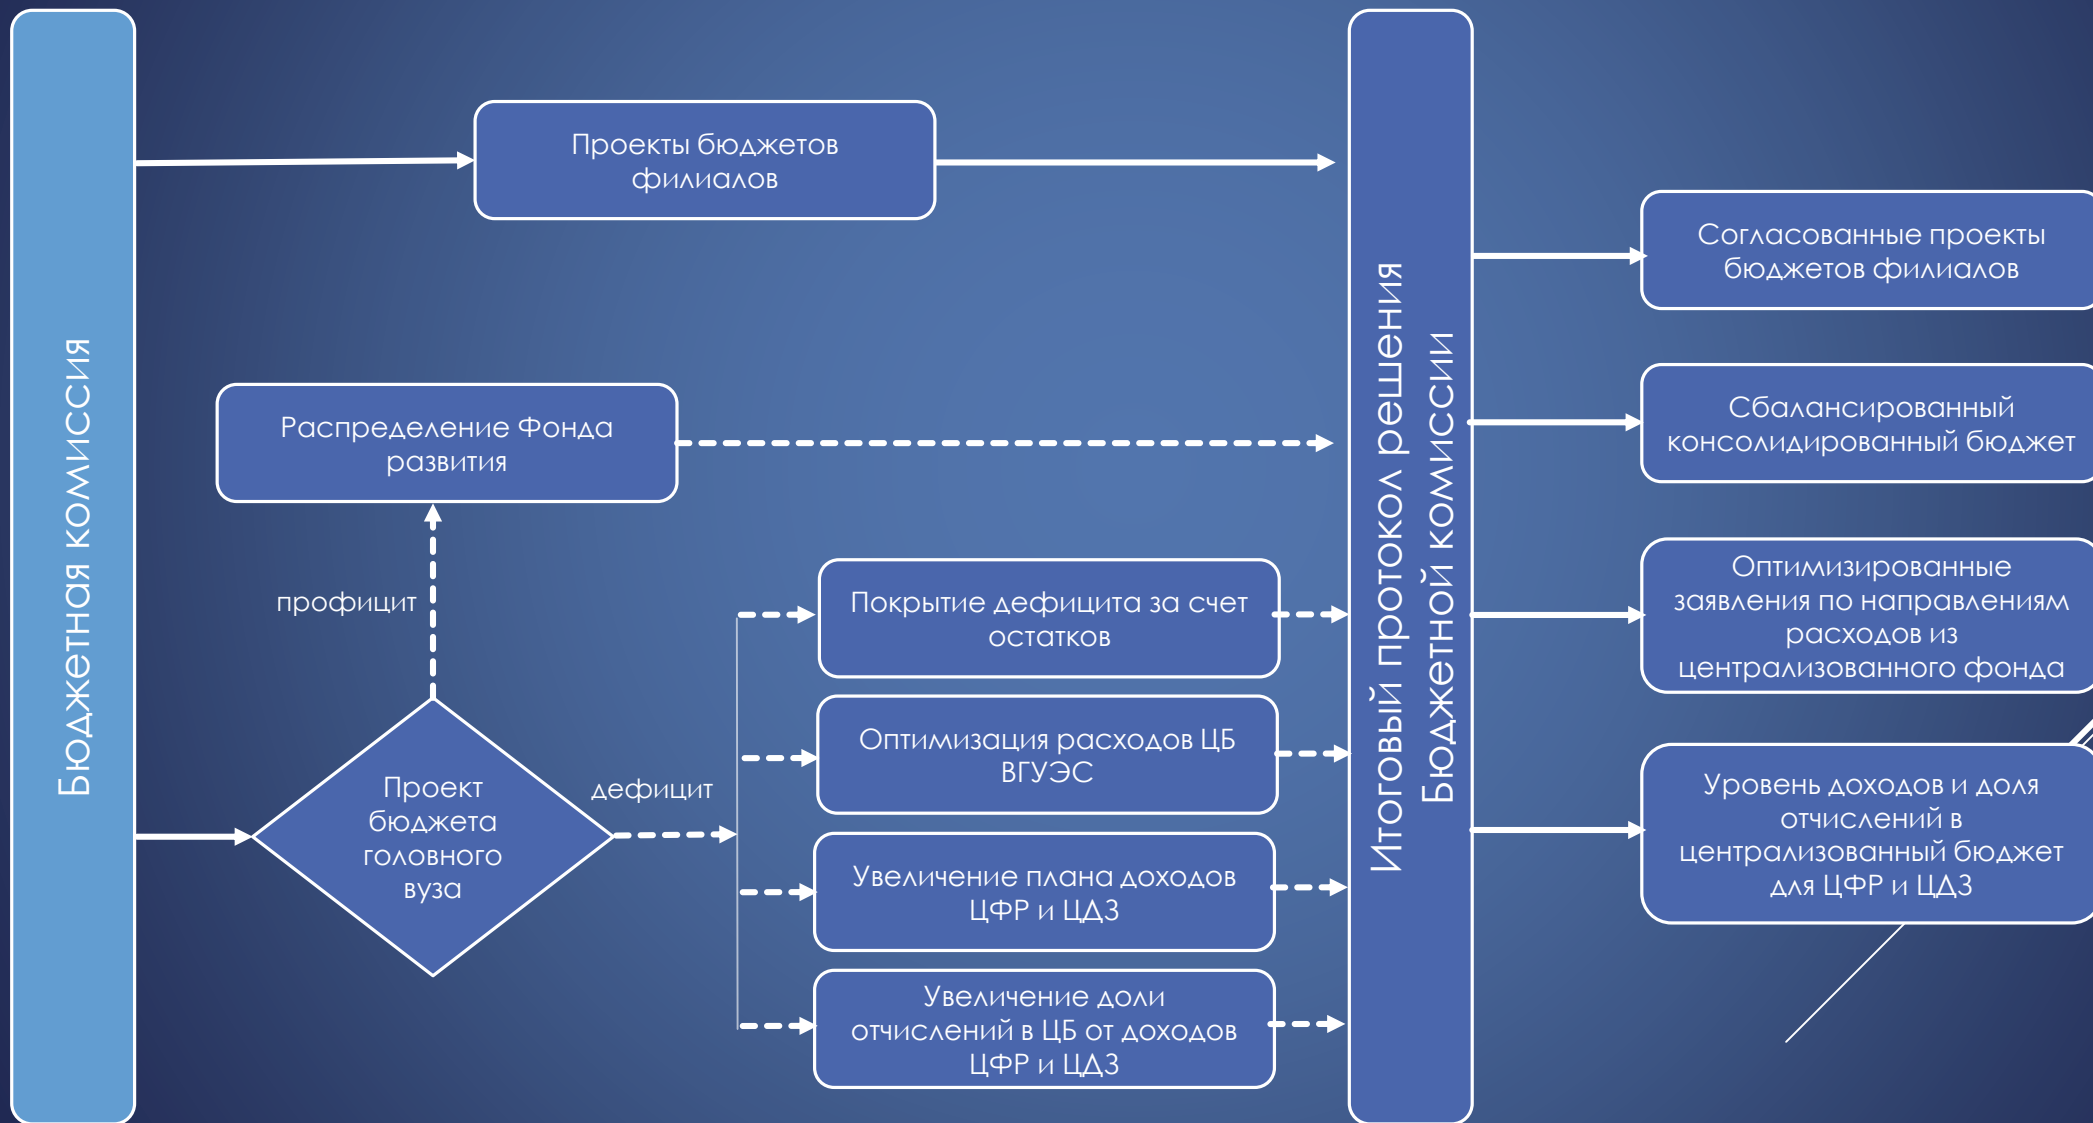 Бюджетная комиссия
Проекты бюджетов
филиалов
Распределение Фонда
развития
профицит
Проект
бюджета
головного
вуза
дефицит
Покрытие дефицита за счет
остатков
Оптимизация расходов ЦБ
ВГУЭС
Увеличение плана доходов
ЦФР и ЦДЗ
Увеличение доли
отчислений в ЦБ от доходов
ЦФР и ЦДЗ
Итоговый протокол решения
Бюджетной комиссии
Согласованные проекты
бюджетов филиалов
Сбалансированный
консолидированный бюджет
Оптимизированные
заявления по направлениям
расходов из
централизованного фонда
Уровень доходов и доля
отчислений в
централизованный бюджет
для ЦФР и ЦДЗ